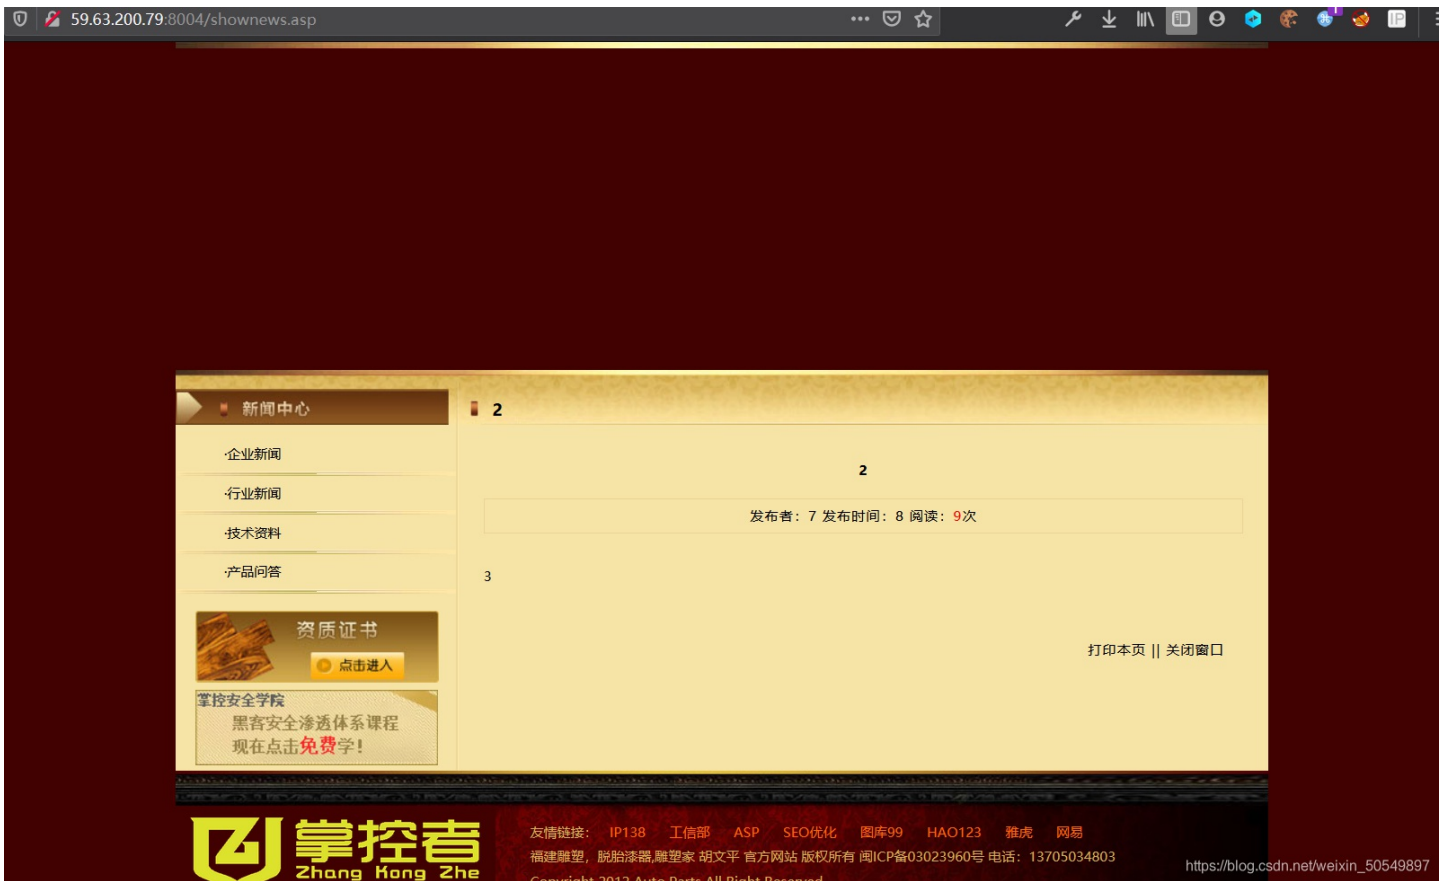 59.63.200.79:8004/shownews.asp
IP
新闻中心
2
·企业新闻
·行业新闻
·技术资料
·产品问答
2
发布者：7 发布时间：8 阅读：9次
3
打印本页 || 关闭窗口
资质证书
点击进入
掌控安全学院
黑客安全渗透体系课程
现在点击免费学！
掌控者
Zhang Kong Zhe
友情链接： IP138 工信部 ASP SEO优化 图库99 HAO123 雅虎 网易
福建雕塑，脱胎漆器,雕塑家 胡文平 官方网站 版权所有 闽ICP备03023960号 电话：13705034803
Copyright 2012 Auto Parts All Right Reserved
https://blog.csdn.net/weixin_50549897